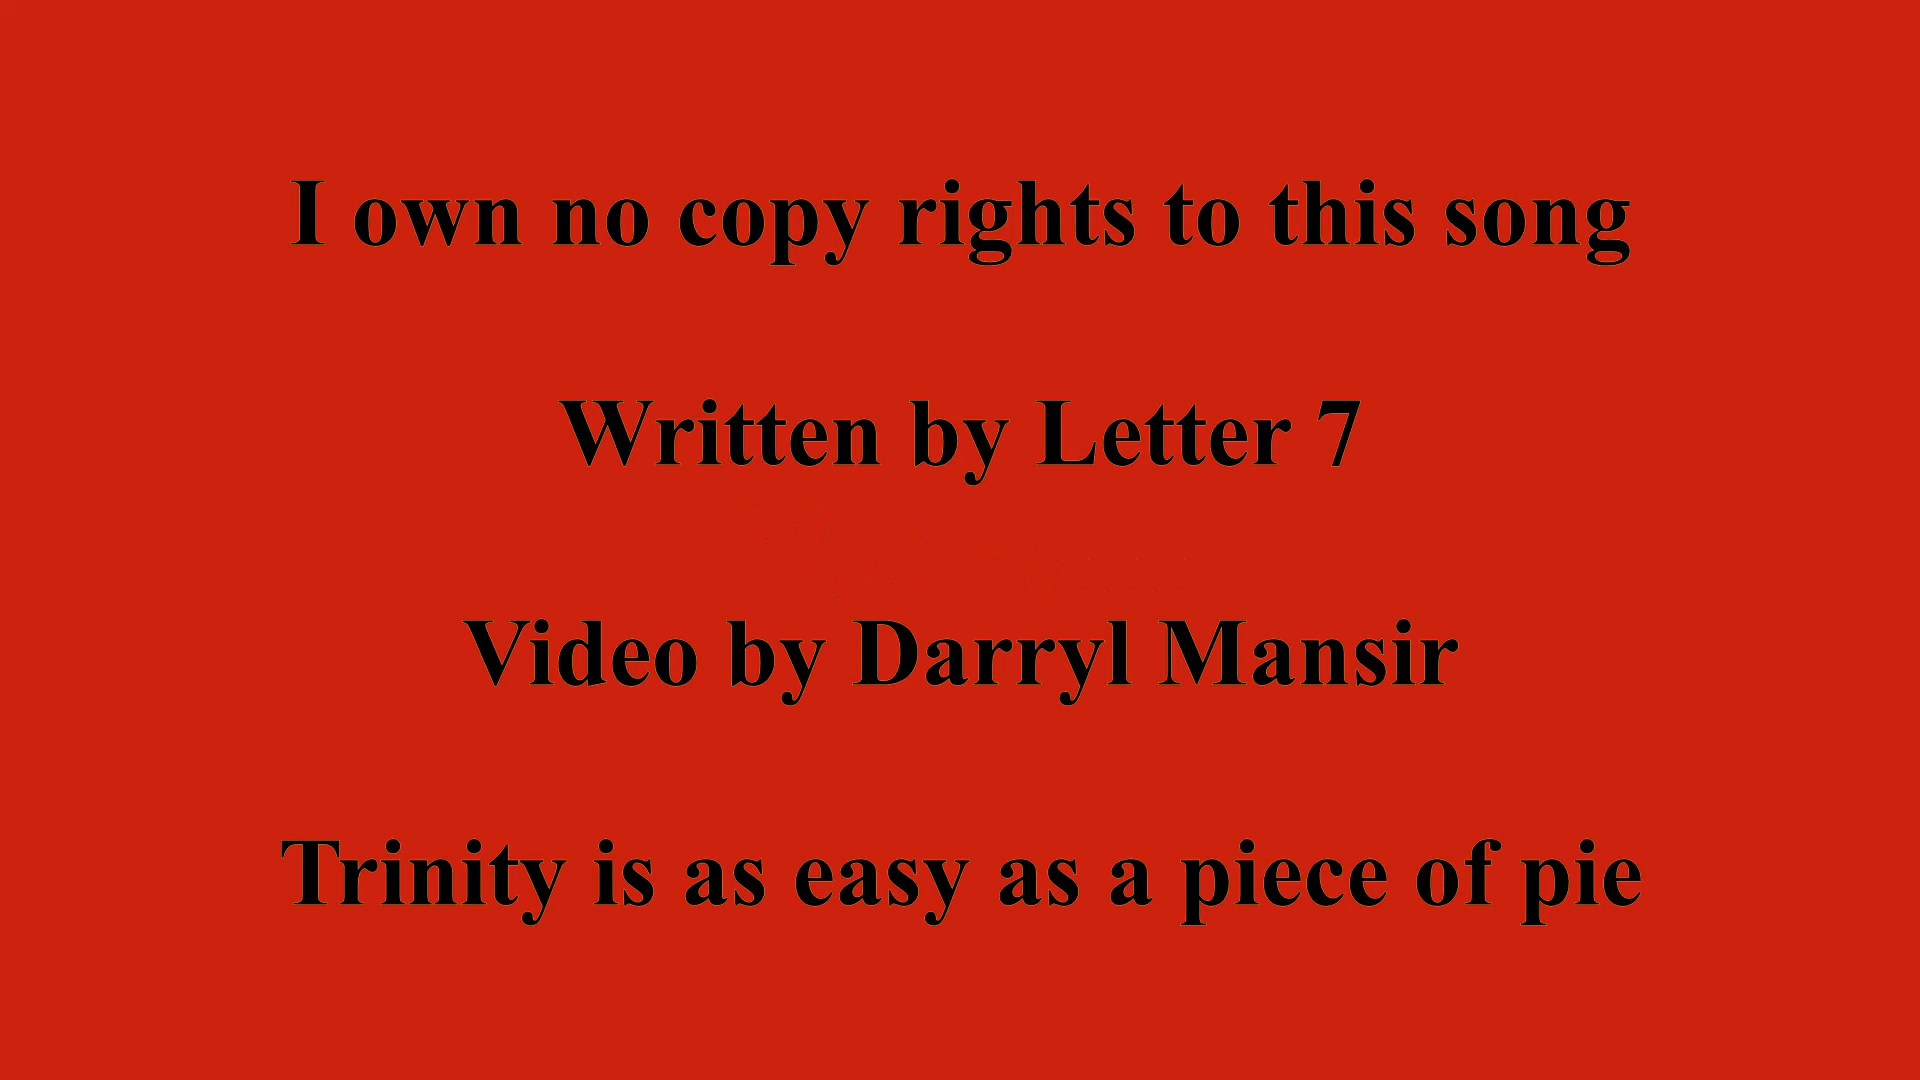 I own no copy rights to this song
Written by Letter 7
Video by Darryl Mansir
Trinity is as easy as a piece of pie